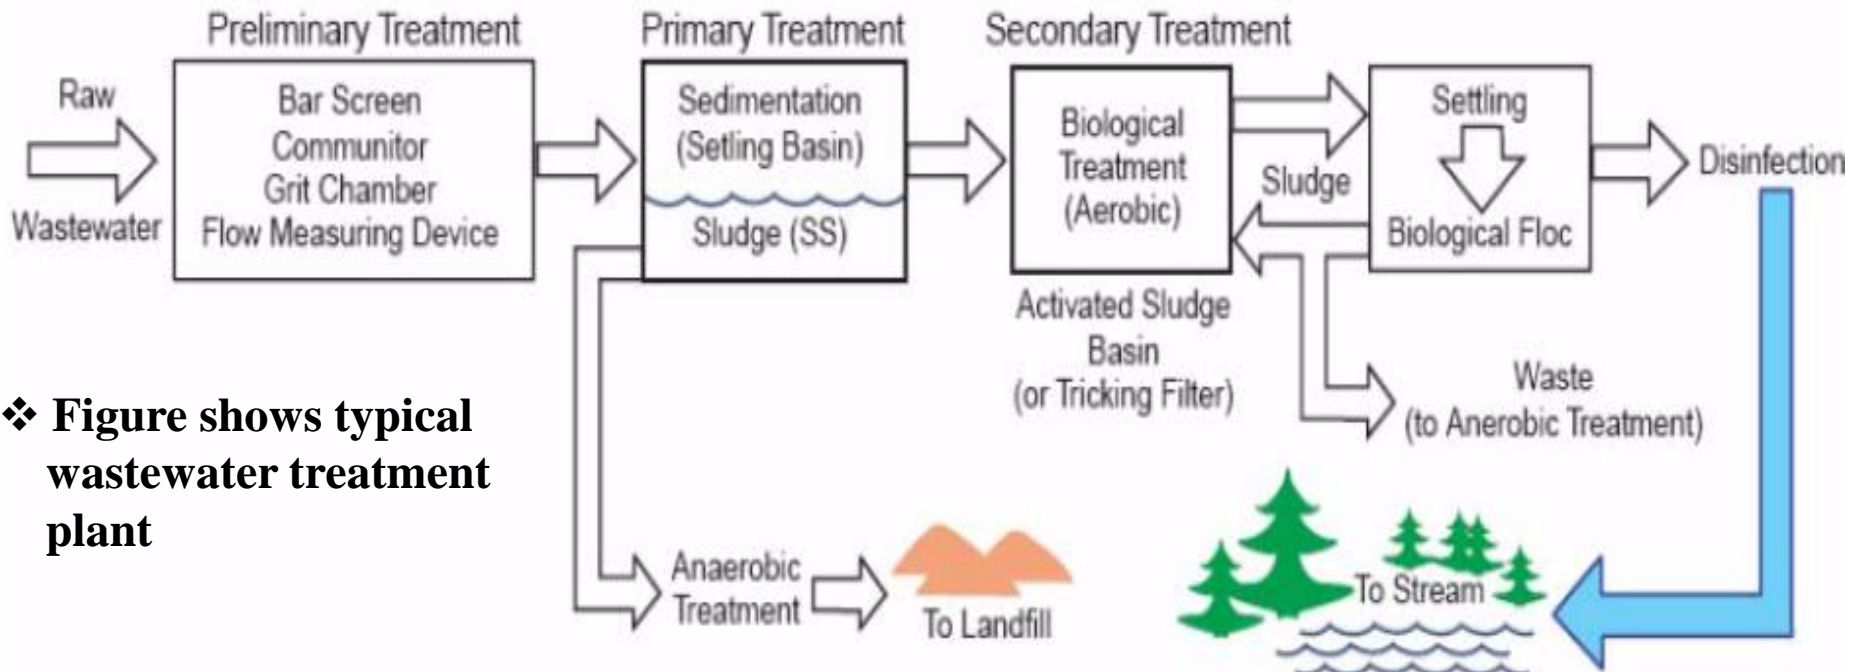 Preliminary Treatment
Primary Treatment
Secondary Treatment
Raw
Wastewater
Bar Screen
Communitor
Grit Chamber
Flow Measuring Device
Sedimentation
(Setling Basin)
Sludge (SS)
Biological
Treatment
(Aerobic)
Activated Sludge
Basin
(or Tricking Filter)
Sludge
Settling
Biological Floc
Disinfection
Waste
(to Anerobic Treatment)
❖ Figure shows typical
wastewater treatment
plant
Anaerobic
Treatment
To Landfill
To Stream